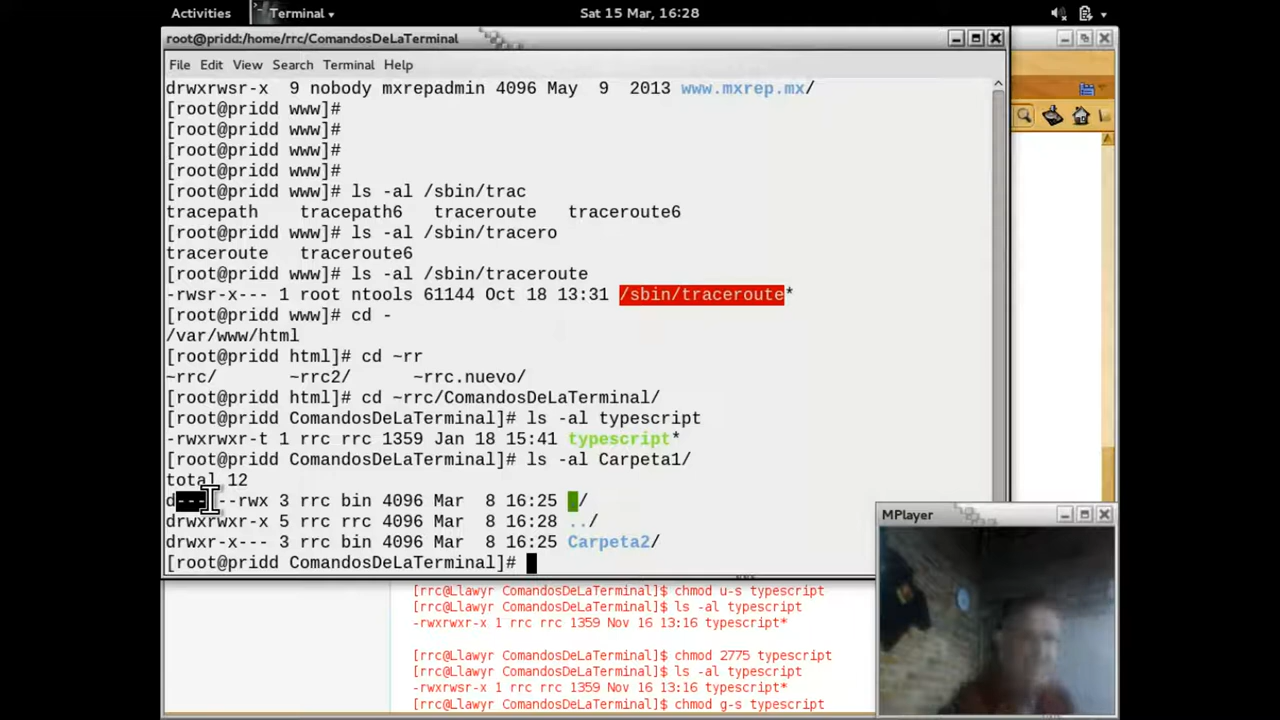 Activities
Terminal
Sat 15 Mar, 16:28
root@pridd:/home/rrc/ComandosDeLaTerminal
File Edit View Search Terminal Help
drwxrwsr-x  9 nobody mxrepadmin 4096 May  9  2013 www.mxrep.mx/
[root@pridd www]#
[root@pridd www]#
[root@pridd www]#
[root@pridd www]#
[root@pridd www]# ls -al /sbin/trac
tracepath    tracepath6   traceroute   traceroute6
[root@pridd www]# ls -al /sbin/tracero
traceroute   traceroute6
[root@pridd www]# ls -al /sbin/traceroute
-rwsr-x--- 1 root ntools 61144 Oct 18 13:31 /sbin/traceroute*
[root@pridd www]# cd -
/var/www/html
[root@pridd html]# cd ~rr
~rrc/       ~rrc2/      ~rrc.nuevo/
[root@pridd html]# cd ~rrc/ComandosDeLaTerminal/
[root@pridd ComandosDeLaTerminal]# ls -al typescript
-rwxrwxr-t 1 rrc rrc 1359 Jan 18 15:41 typescript*
[root@pridd ComandosDeLaTerminal]# ls -al Carpeta1/
total 12
d------rwx 3 rrc bin 4096 Mar  8 16:25 ./
drwxrwxr-x 5 rrc rrc 4096 Mar  8 16:28 ../
drwxr-x--- 3 rrc bin 4096 Mar  8 16:25 Carpeta2/
[root@pridd ComandosDeLaTerminal]#
MPlayer
[rrc@Llawyr ComandosDeLaTerminal]$ chmod u-s typescript
[rrc@Llawyr ComandosDeLaTerminal]$ ls -al typescript
-rwxrwxr-x 1 rrc rrc 1359 Nov 16 13:16 typescript*
[rrc@Llawyr ComandosDeLaTerminal]$ chmod 2775 typescript
[rrc@Llawyr ComandosDeLaTerminal]$ ls -al typescript
-rwxrwsr-x 1 rrc rrc 1359 Nov 16 13:16 typescript*
[rrc@Llawyr ComandosDeLaTerminal]$ chmod g-s typescript